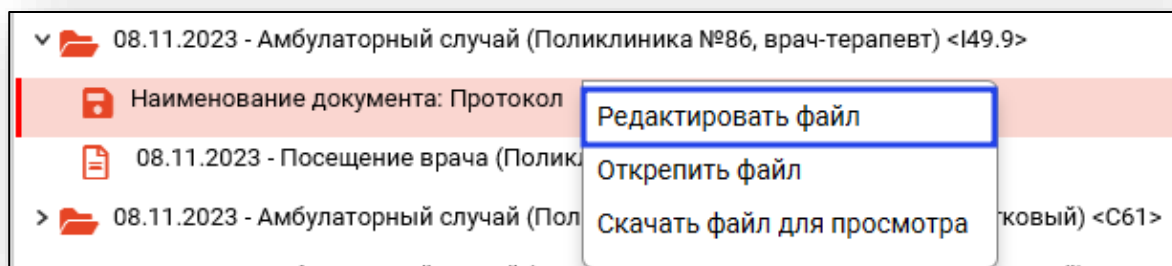 08.11.2023 - Амбулаторный случай (Поликлиника №86, врач-терапевт) <I49.9>
Наименование документа: Протокол
Редактировать файл
08.11.2023 - Посещение врача (Поликл
Открепить файл
08.11.2023 - Амбулаторный случай (Пол
Скачать файл для просмотра
тковый) <C61>